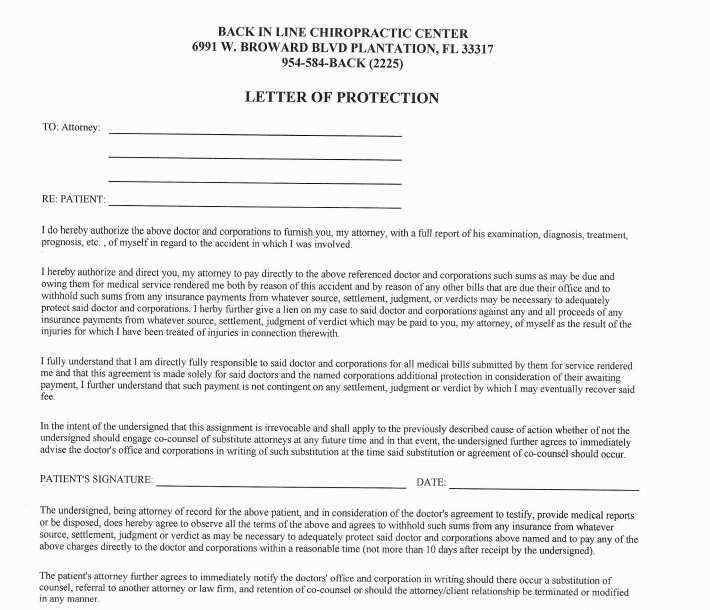 BACK IN LINE CHIROPRACTIC CENTER
6991 W. BROWARD BLVD PLANTATION, FL 33317
954-584-BACK (2225)
LETTER OF PROTECTION
TO: Attorney:
RE: PATIENT:
I do hereby authorize the above doctor and corporations to furnish you, my attorney, with a full report of his examination, diagnosis, treatment,
prognosis, etc. , of myself in regard to the accident in which I was involved.
I hereby authorize and direct you, my attorney to pay directly to the above referenced doctor and corporations such sums as may be due and
owing them for medical service rendered me both by reason of this accident and by reason of any other bills that are due their office and to
withhold such sums from any insurance payments from whatever source, settlement, judgment, or verdicts may be necessary to adequately
protect said doctor and corporations. I herby further give a lien on my case to said doctor and corporations against any and all proceeds of any
insurance payments from whatever source, settlement, judgment of verdict which may be paid to you, my attorney, of myself as the result of the
injuries for which I have been treated of injuries in connection therewith.
I fully understand that I am directly fully responsible to said doctor and corporations for all medical bills submitted by them for service rendered
me and that this agreement is made solely for said doctors and the named corporations additional protection in consideration of their awaiting
payment, I further understand that such payment is not contingent on any settlement, judgment or verdict by which I may eventually recover said
fee.
In the intent of the undersigned that this assignment is irrevocable and shall apply to the previously described cause of action whether of not the
undersigned should engage co-counsel of substitute attorneys at any future time and in that event, the undersigned further agrees to immediately
advise the doctor's office and corporations in writing of such substitution at the time said substitution or agreement of co-counsel should occur.
PATIENT'S SIGNATURE: DATE:
The undersigned, being attorney of record for the above patient, and in consideration of the doctor's agreement to testify, provide medical reports
or be disposed, does hereby agree to observe all the terms of the above and agrees to withhold such sums from any insurance from whatever
source, settlement, judgment or verdict as may be necessary to adequately protect said doctor and corporations above named and to pay any of the
above charges directly to the doctor and corporations within a reasonable time (not more than 10 days after receipt by the undersigned).
The patient's attorney further agrees to immediately notify the doctors' office and corporation in writing should there occur a substitution of
counsel, referral to another attorney or law firm, and retention of co-counsel or should the attorney/client relationship be terminated or modified
in any manner.